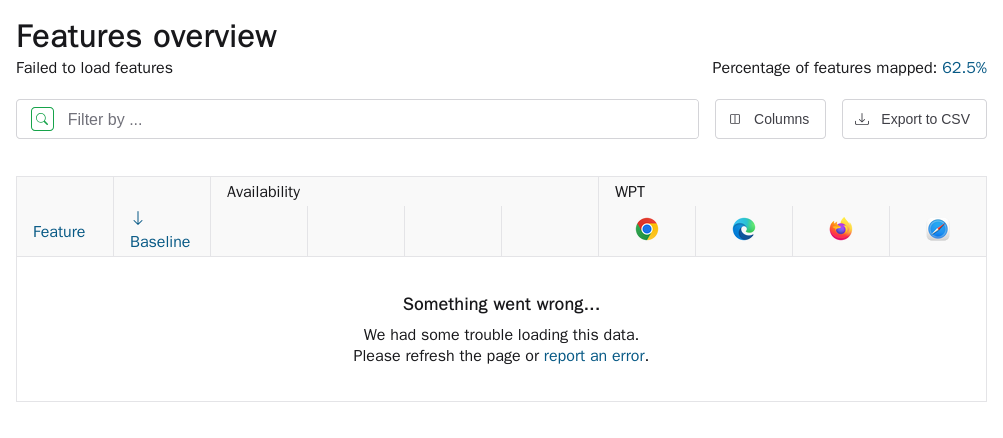 Features overview
Failed to load features
Percentage of features mapped: 62.5%
Filter by ...
Columns
Export to CSV
Feature
Baseline
Availability
WPT
Something went wrong...
We had some trouble loading this data.
Please refresh the page or report an error.